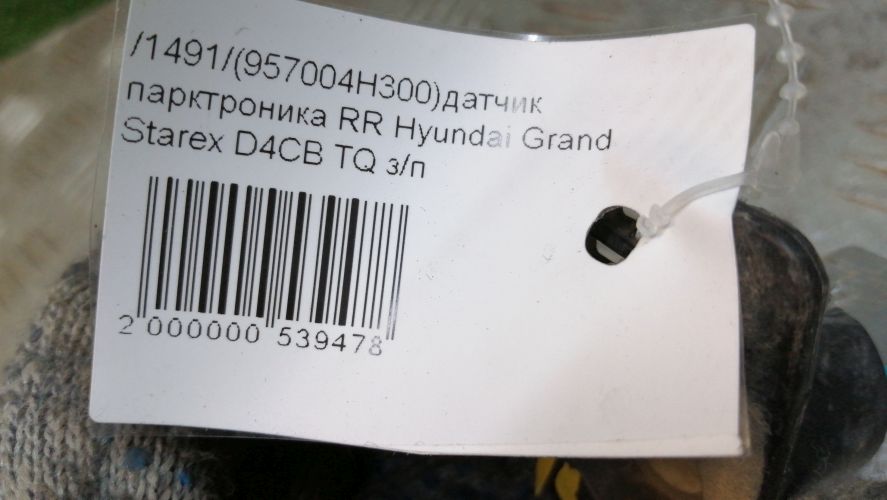 /1491/(957004H300)датчик
парктроника RR Hyundai Grand
Starex D4CB TQ з/п
2 000000 539478